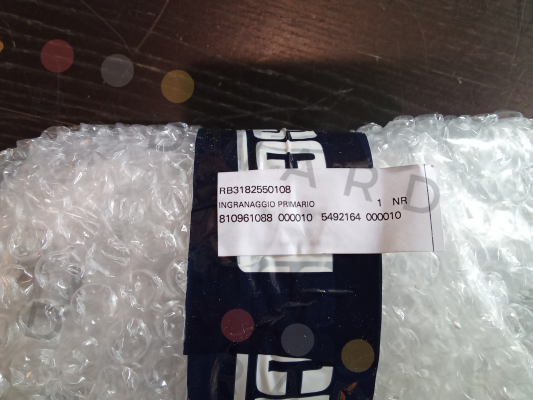 RB3182550108
INGRANAGGIO PRIMARIO 1 NR
810961088 000010 5492164 000010